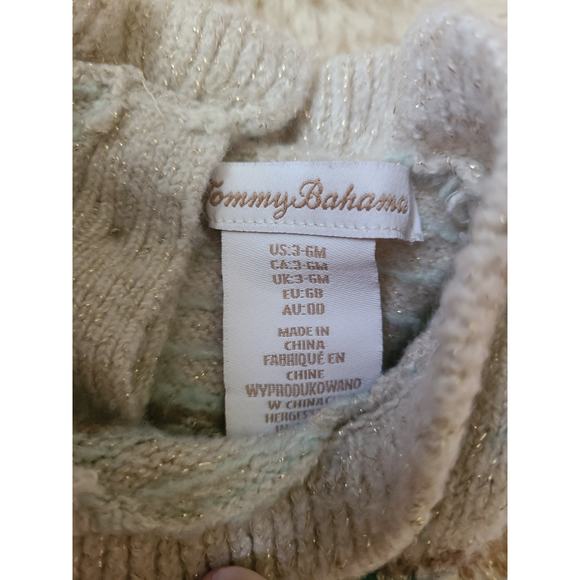 Tommy Bahama
US:3-6M
CA:3-6M
UK:3-6M
EU:68
AU:00
MADE IN
CHINA
FABRIQUÉ EN
CHINE
WYPRODUKOWANO
W CHINACH